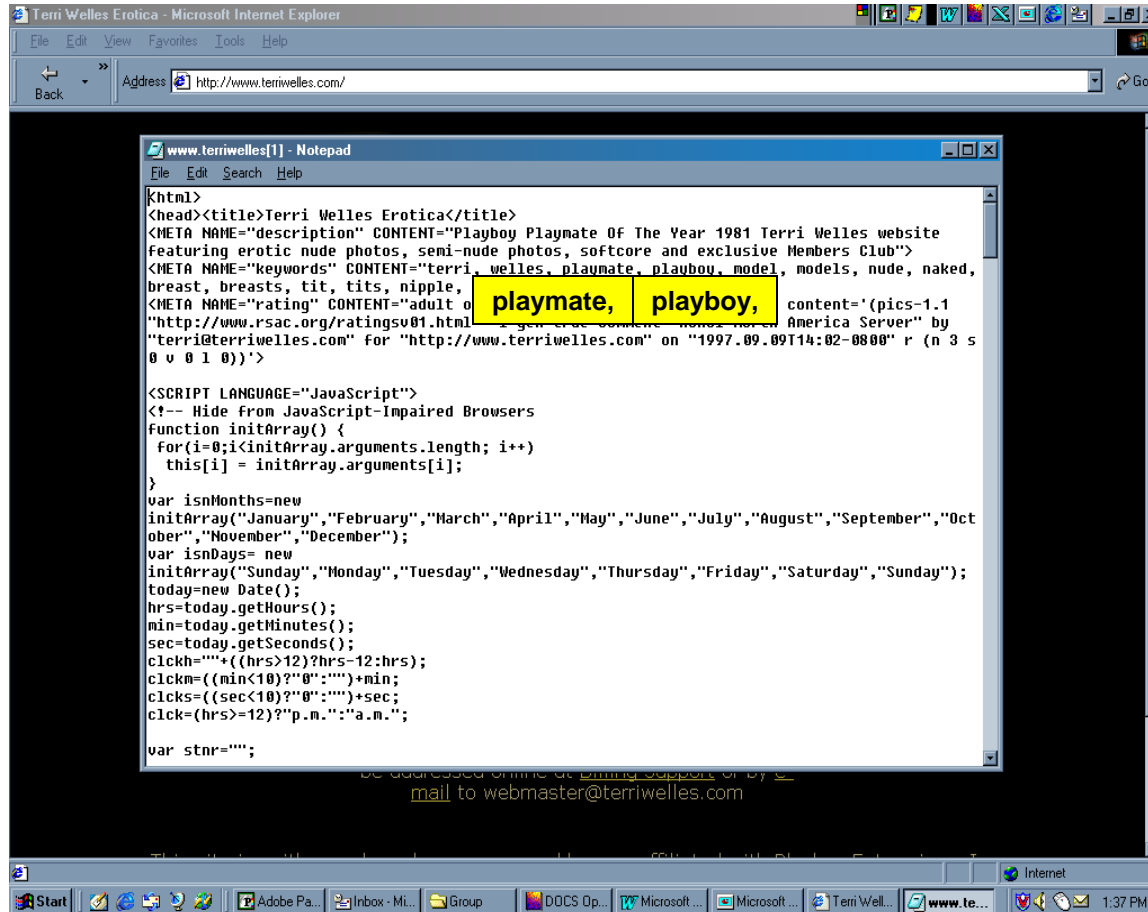 Terri Welles Erotica - Microsoft Internet Explorer
File Edit View Favorites Tools Help
Back » Address http://www.terriwelles.com/ Go
www.terriwelles[1] - Notepad
File Edit Search Help
<html>
<head><title>Terri Welles Erotica</title>
<META NAME="description" CONTENT="Playboy Playmate Of The Year 1981 Terri Welles website
featuring erotic nude photos, semi-nude photos, softcore and exclusive Members Club">
<META NAME="keywords" CONTENT="terri, welles, playmate, playboy, model, models, nude, naked,
breast, breasts, tit, tits, nipple,
<META NAME="rating" CONTENT="adult content='(pics-1.1
playmate, playboy,
"http://www.rsac.org/ratingsv01.html" America Server" by
"terri@terriwelles.com" for "http://www.terriwelles.com" on "1997.09.09T14:02-0800" r (n 3 s
0 v 0 l 0))'>
<SCRIPT LANGUAGE="JavaScript">
<!-- Hide from JavaScript-Impaired Browsers
function initArray() {
for(i=0;i<initArray.arguments.length; i++)
this[i] = initArray.arguments[i];
}
var isnMonths=new
initArray("January","February","March","April","May","June","July","August","September","Oct
ober","November","December");
var isnDays= new
initArray("Sunday","Monday","Tuesday","Wednesday","Thursday","Friday","Saturday","Sunday");
today=new Date();
hrs=today.getHours();
min=today.getMinutes();
sec=today.getSeconds();
clckh=""+((hrs>12)?hrs-12:hrs);
clckm=((min<10)?"0":"")+min;
clcks=((sec<10)?"0":"")+sec;
clck=(hrs>=12)?"p.m.":"a.m.";
var stnr="";
be addressed online at Billing Support or by e-
mail to webmaster@terriwelles.com
Internet
Start Adobe Pa... Inbox - Mi... Group DOCS Op... Microsoft ... Microsoft ... Terri Well... www.te... 1:37 PM